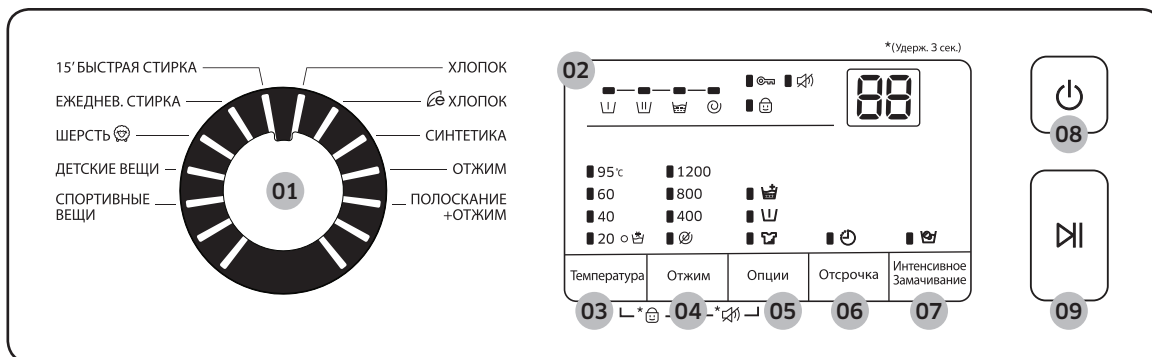 *(Удерж. 3 сек.)
02
88
15’ БЫСТРАЯ СТИРКА
ЕЖЕДНЕВ. СТИРКА
ШЕРСТЬ
ДЕТСКИЕ ВЕЩИ
СПОРТИВНЫЕ
ВЕЩИ
01
ХЛОПОК
e ХЛОПОК
СИНТЕТИКА
ОТЖИМ
ПОЛОСКАНИЕ
+ОТЖИМ
95˚c 1200
60 800
40 400
20
Температура
Отжим
Опции
Отсрочка
Интенсивное
Замачивание
03 * 04 * 05 06 07
08
09